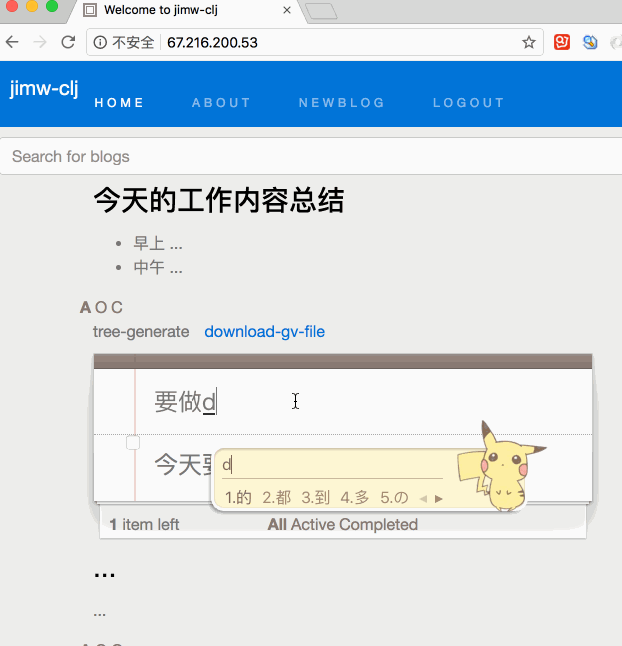 Welcome to jimw-clj
不安全 67.216.200.53
jimw-clj HOME ABOUT NEWBLOG LOGOUT
Search for blogs
今天的工作内容总结
早上 ...
中午 ...
AOC
tree-generate download-gv-file
要做d
今天要
d
1.的 2.都 3.到 4.多 5.の
1 item left All Active Completed
...
...